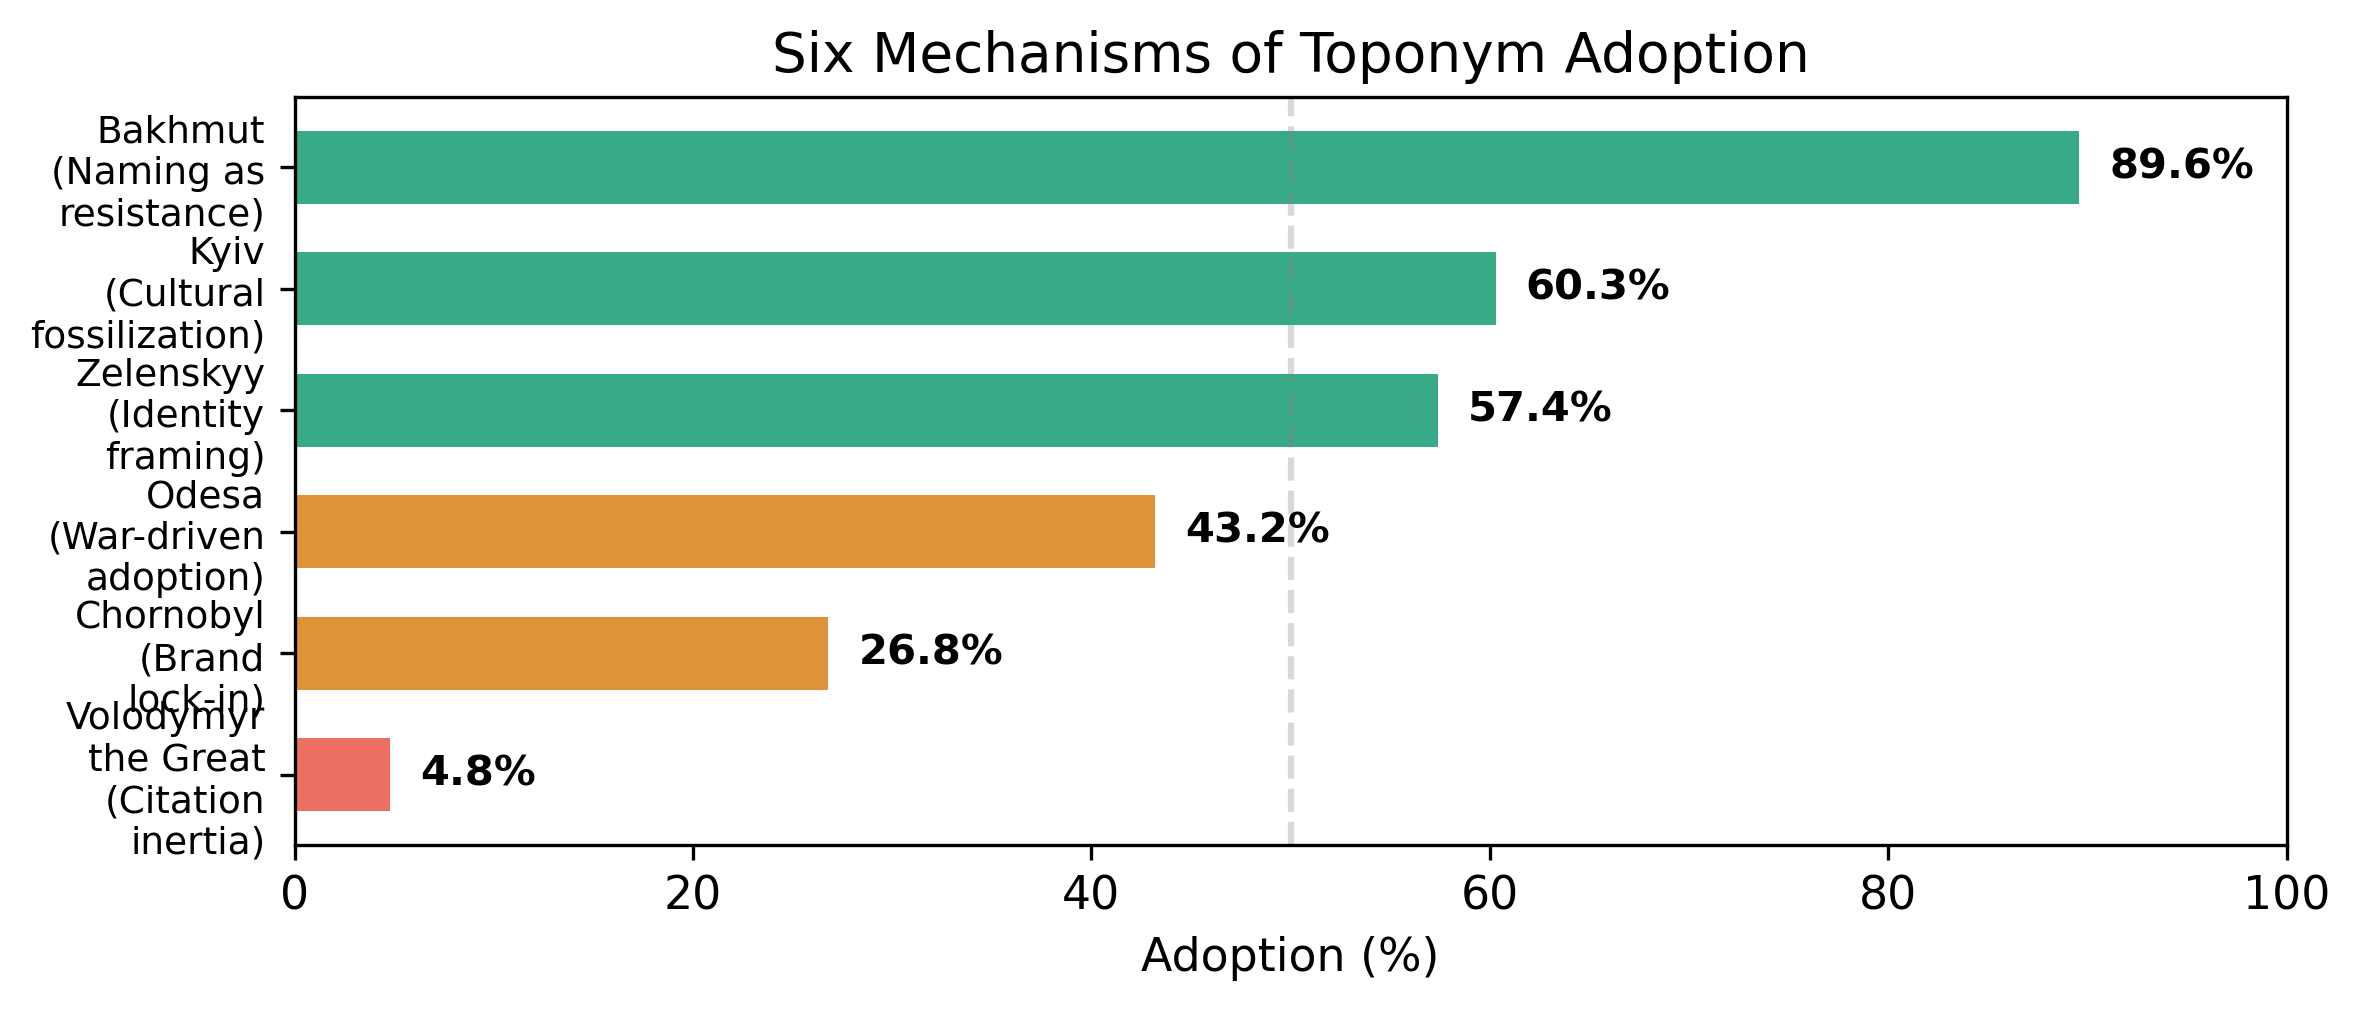 Six Mechanisms of Toponym Adoption
Bakhmut
(Naming as
resistance)
89.6%
Kyiv
(Cultural
fossilization)
60.3%
Zelenskyy
(Identity
framing)
57.4%
Odesa
(War-driven
adoption)
43.2%
Chornobyl
(Brand
lock-in)
26.8%
Volodymyr
the Great
(Citation
inertia)
4.8%
0 20 40 60 80 100
Adoption (%)